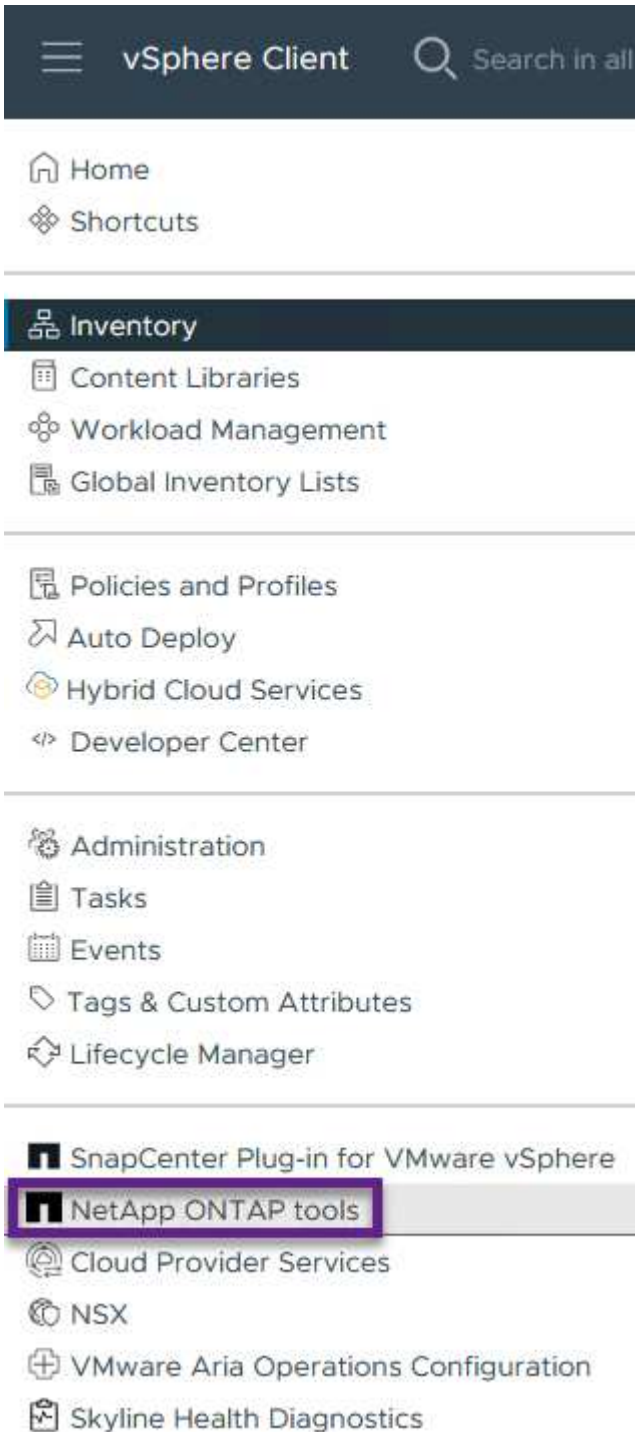 vSphere Client
Search in all
Home
Shortcuts
Inventory
Content Libraries
Workload Management
Global Inventory Lists
Policies and Profiles
Auto Deploy
Hybrid Cloud Services
Developer Center
Administration
Tasks
Events
Tags & Custom Attributes
Lifecycle Manager
SnapCenter Plug-in for VMware vSphere
NetApp ONTAP tools
Cloud Provider Services
NSX
VMware Aria Operations Configuration
Skyline Health Diagnostics